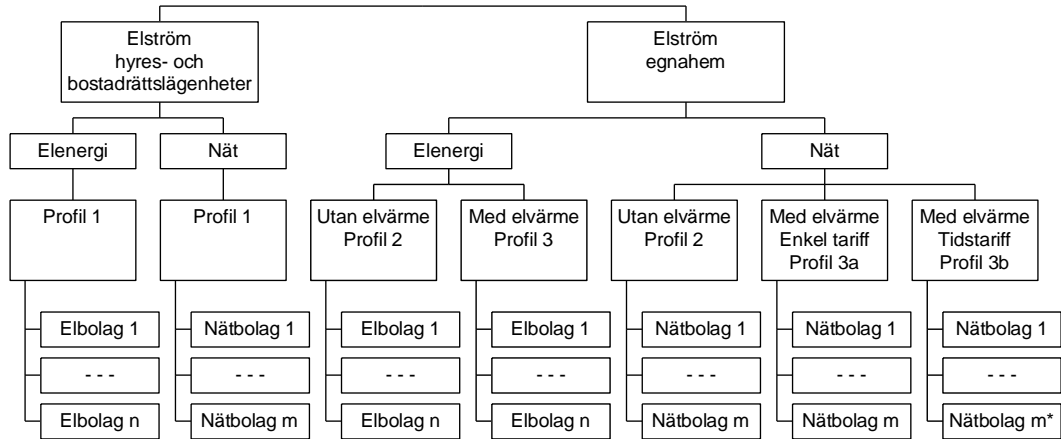 Elström
hyres- och
bostadrättslägenheter
Elström
egnahem
Elenergi
Nät
Elenergi
Nät
Profil 1
Profil 1
Utan elvärme
Profil 2
Med elvärme
Profil 3
Utan elvärme
Profil 2
Med elvärme
Enkel tariff
Profil 3a
Med elvärme
Tidstariff
Profil 3b
Elbolag 1
Nätbolag 1
Elbolag 1
Elbolag 1
Nätbolag 1
Nätbolag 1
Nätbolag 1
- - -
- - -
- - -
- - -
- - -
- - -
- - -
Elbolag n
Nätbolag m
Elbolag n
Elbolag n
Nätbolag m
Nätbolag m
Nätbolag m*